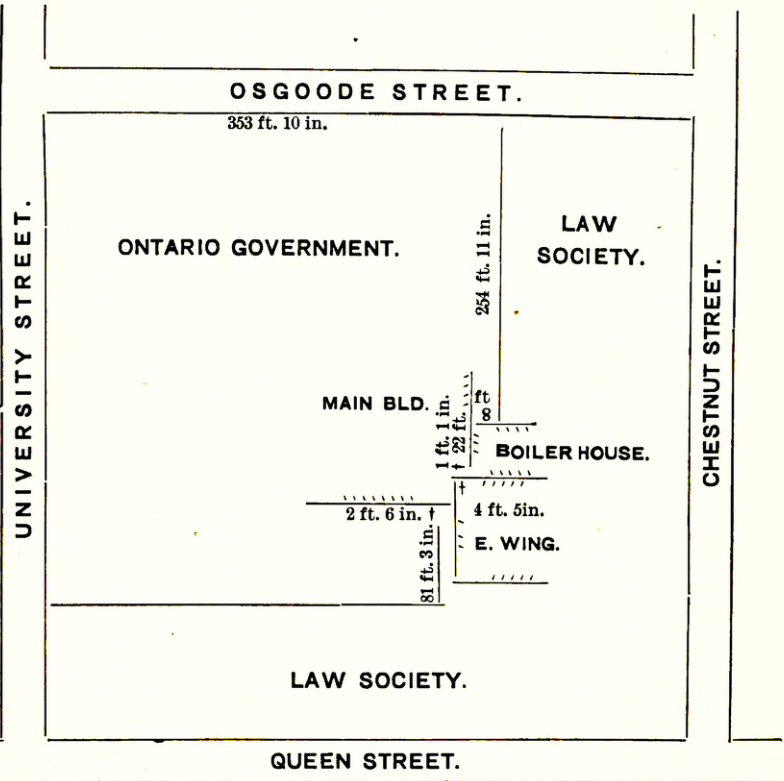 OSGOODE STREET.
353 ft. 10 in.
UNIVERSITY STREET.
ONTARIO GOVERNMENT.
254 ft. 11 in.
LAW
SOCIETY.
CHESTNUT STREET.
MAIN BLD.
1 ft. 1 in.
22 ft.
ft
8
BOILER HOUSE.
†
†
2 ft. 6 in. †
4 ft. 5in.
81 ft. 3 in.
E. WING.
LAW SOCIETY.
QUEEN STREET.